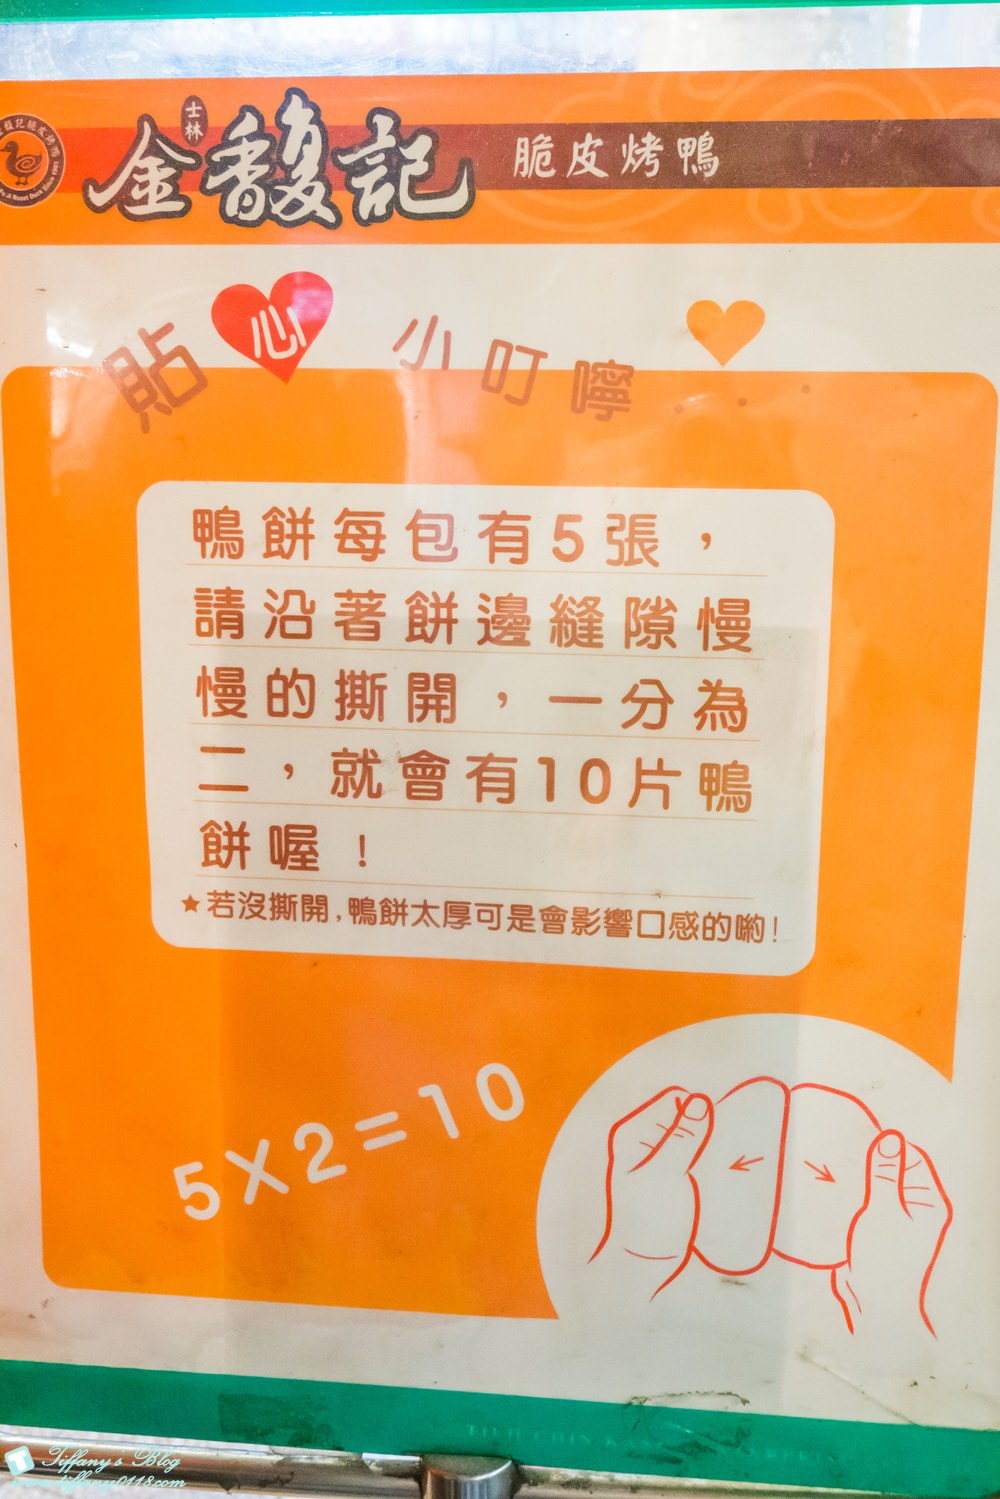 士林
金馥記
脆皮烤鴨
貼心小叮嚀...
鴨餅每包有5張，
請沿著餅邊縫隙慢
慢的撕開，一分為
二，就會有10片鴨
餅喔！
★若沒撕開,鴨餅太厚可是會影響口感的喲!
5X2=10
Tiffany's Blog